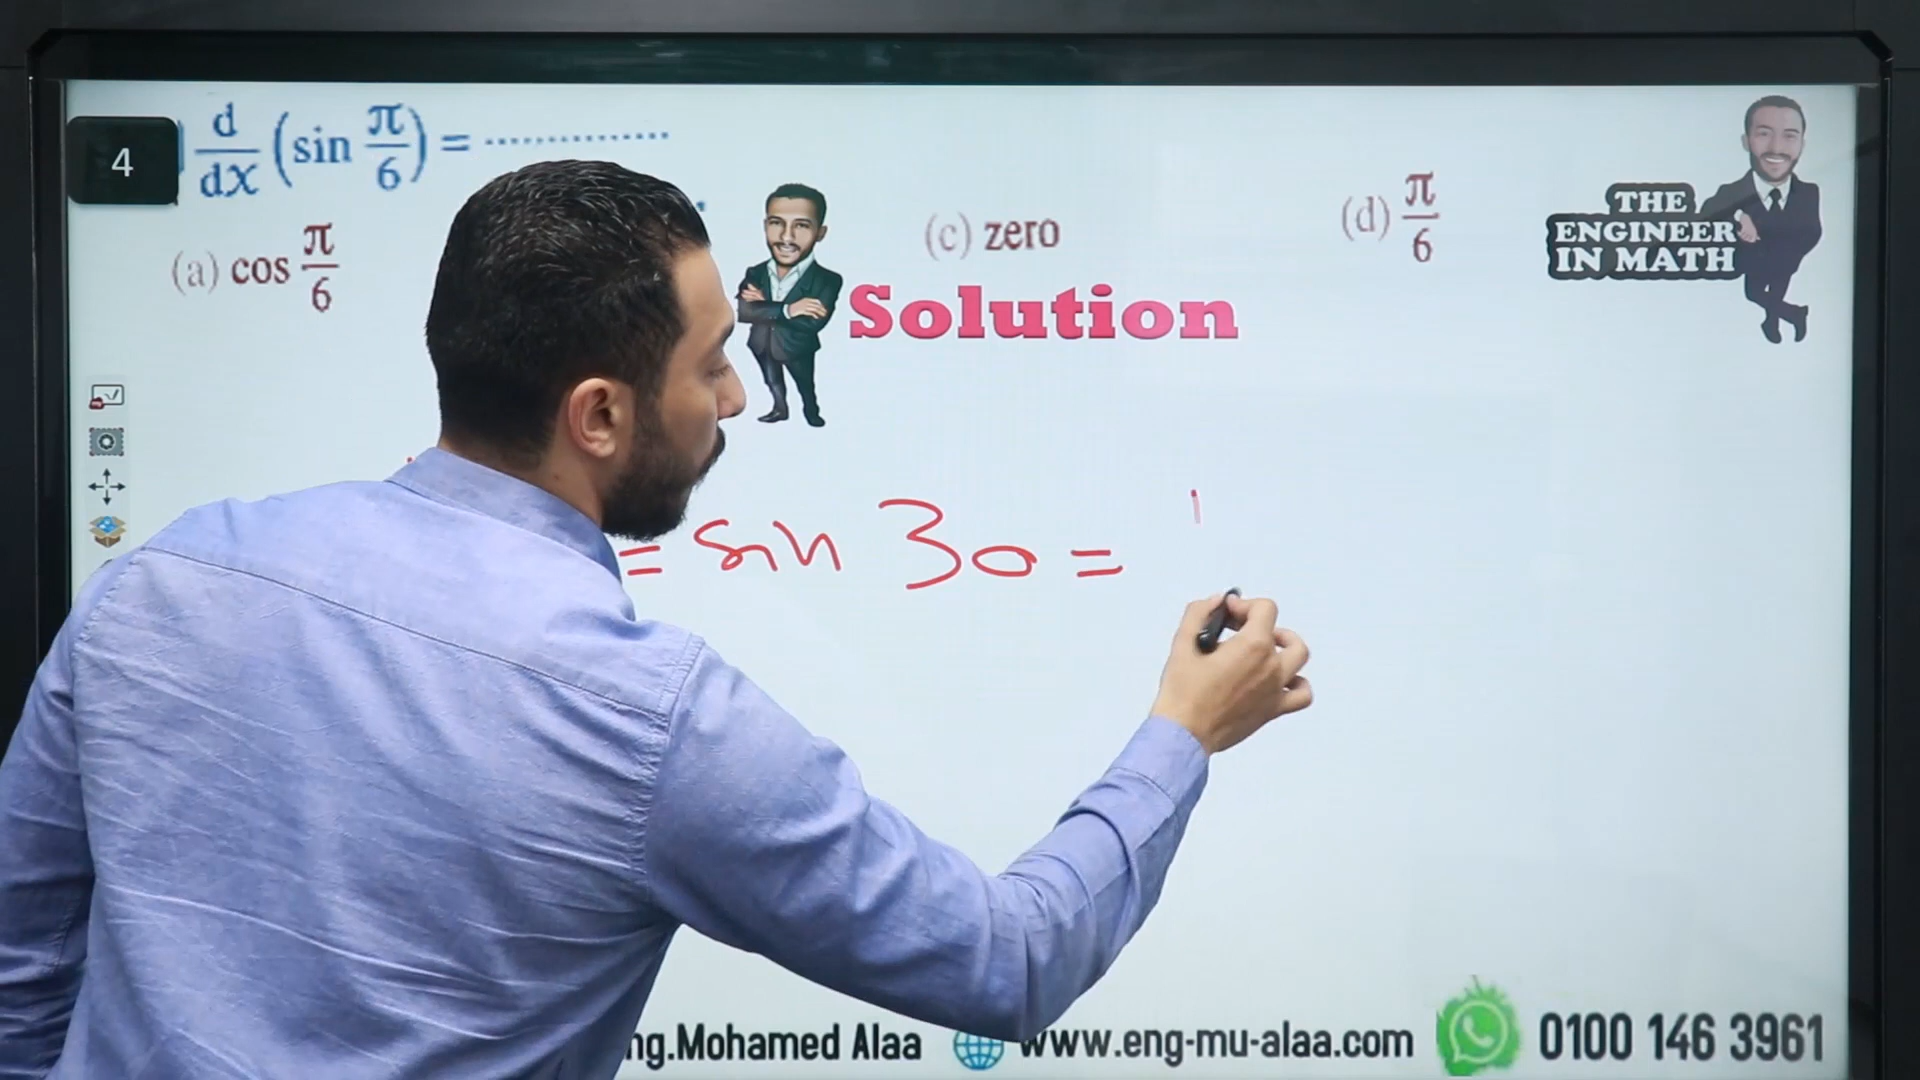 4
d/dx (sin π/6) = ...............
(a) cos π/6
(c) zero
(d) π/6
THE
ENGINEER
IN MATH
Solution
= sin 30 = 1
ng.Mohamed Alaa
www.eng-mu-alaa.com
0100 146 3961